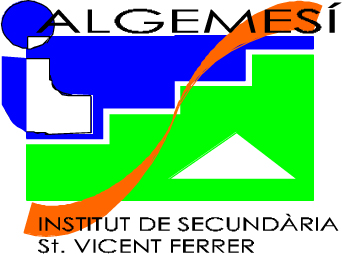 ALGEMESÍ
INSTITUT DE SECUNDÀRIA
St. VICENT FERRER